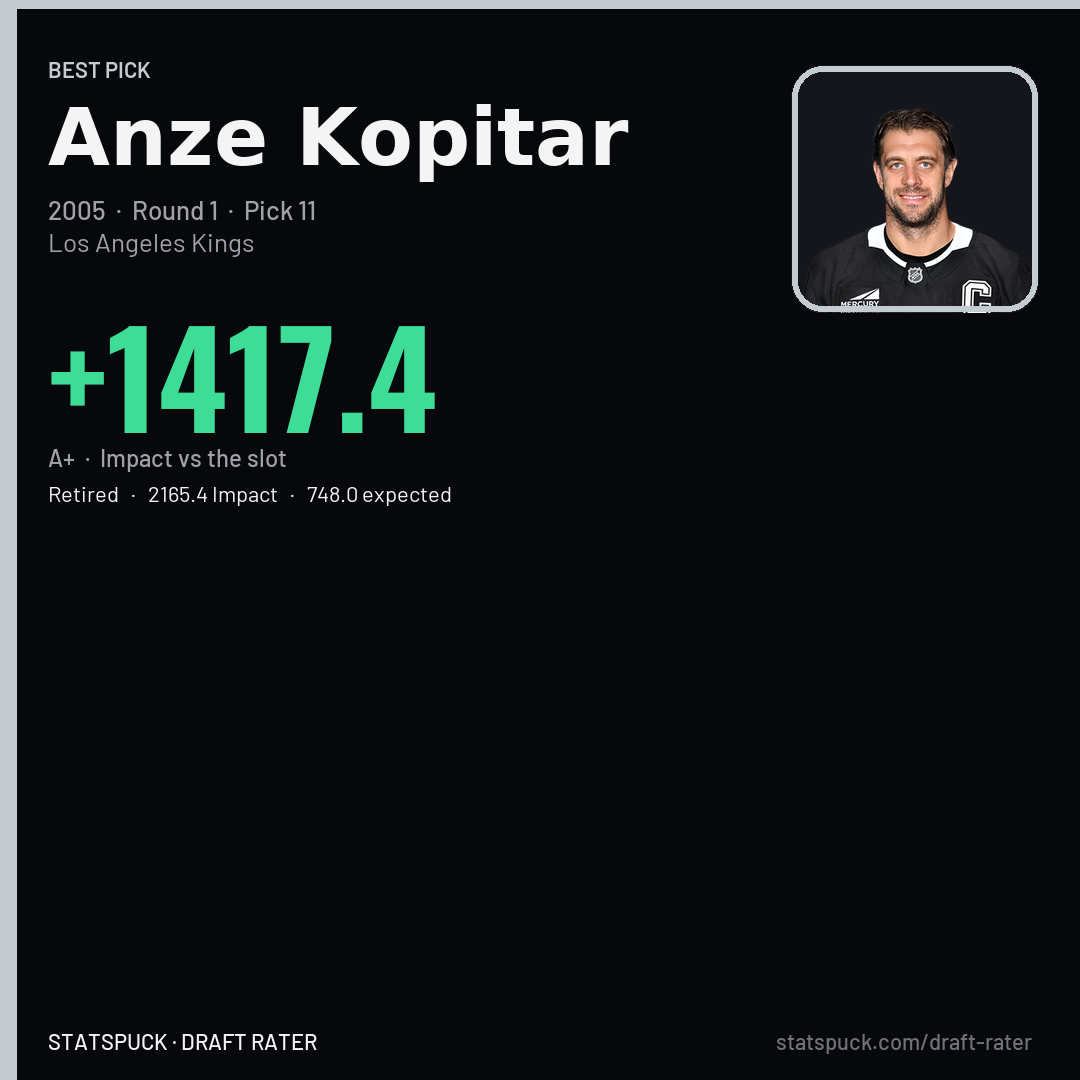 BEST PICK
Anze Kopitar
2005 · Round 1 · Pick 11
Los Angeles Kings
MERCURY
C
+1417.4
A+ · Impact vs the slot
Retired · 2165.4 Impact · 748.0 expected
STATSPUCK · DRAFT RATER
statspuck.com/draft-rater